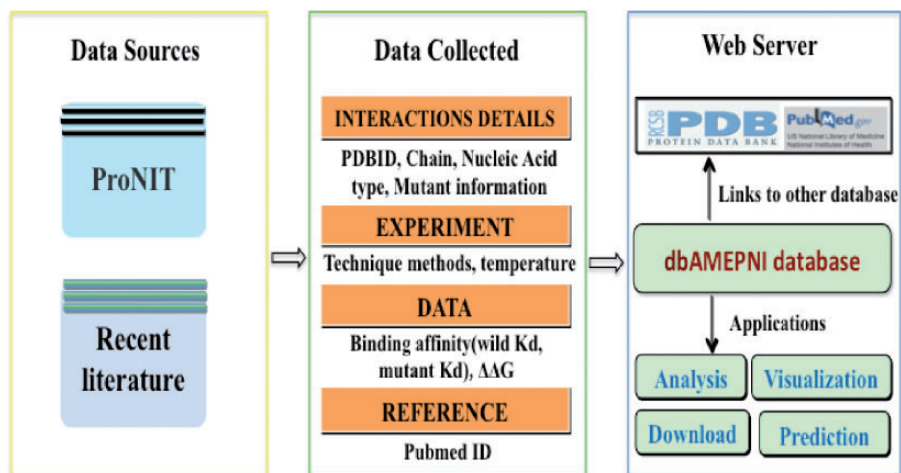 Data Sources
ProNIT
Recent
literature
Data Collected
INTERACTIONS DETAILS
PDBID, Chain, Nucleic Acid
type, Mutant information
EXPERIMENT
Technique methods, temperature
DATA
Binding affinity(wild Kd,
mutant Kd), ΔΔG
REFERENCE
Pubmed ID
Web Server
RCSB
PDB
PROTEIN DATA BANK
PubMed.gov
US National Library of Medicine
National Institutes of Health
Links to other database
dbAMEPNI database
Applications
Analysis
Visualization
Download
Prediction